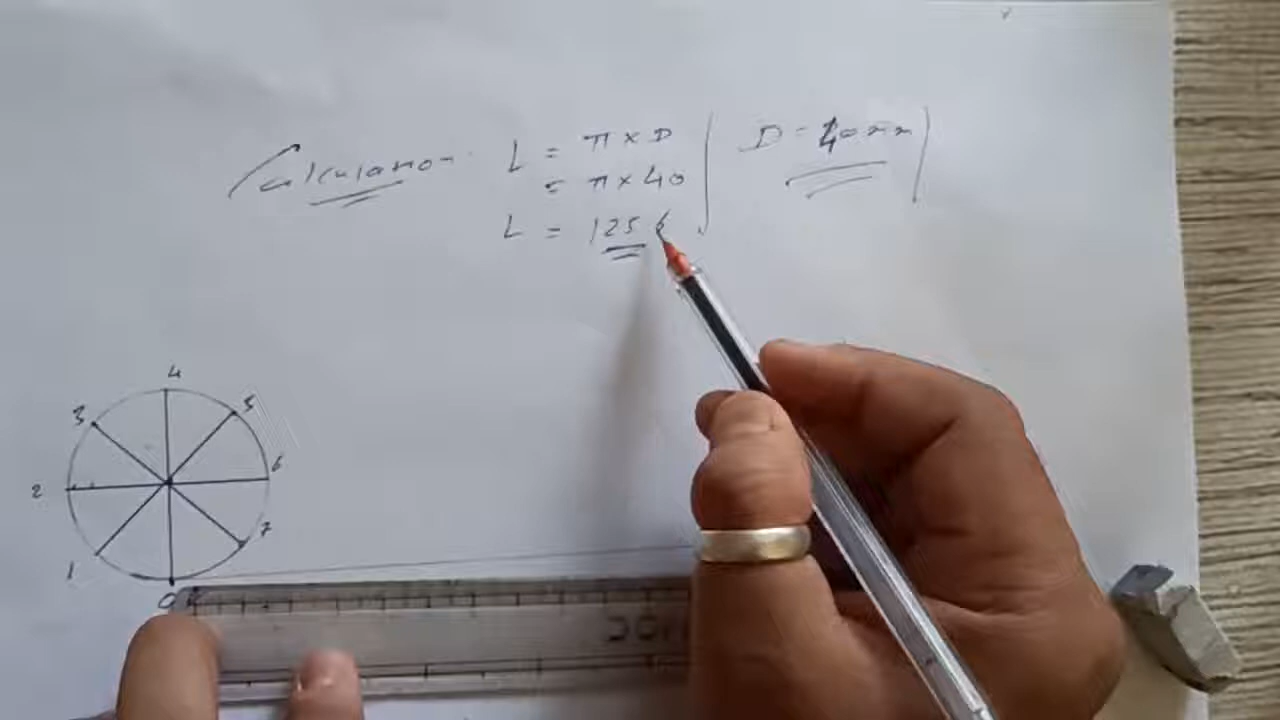 Calculation. L = π × D
D = 40mm
= π × 40
L = 125 6
4
3
5
2
6
1
7
0